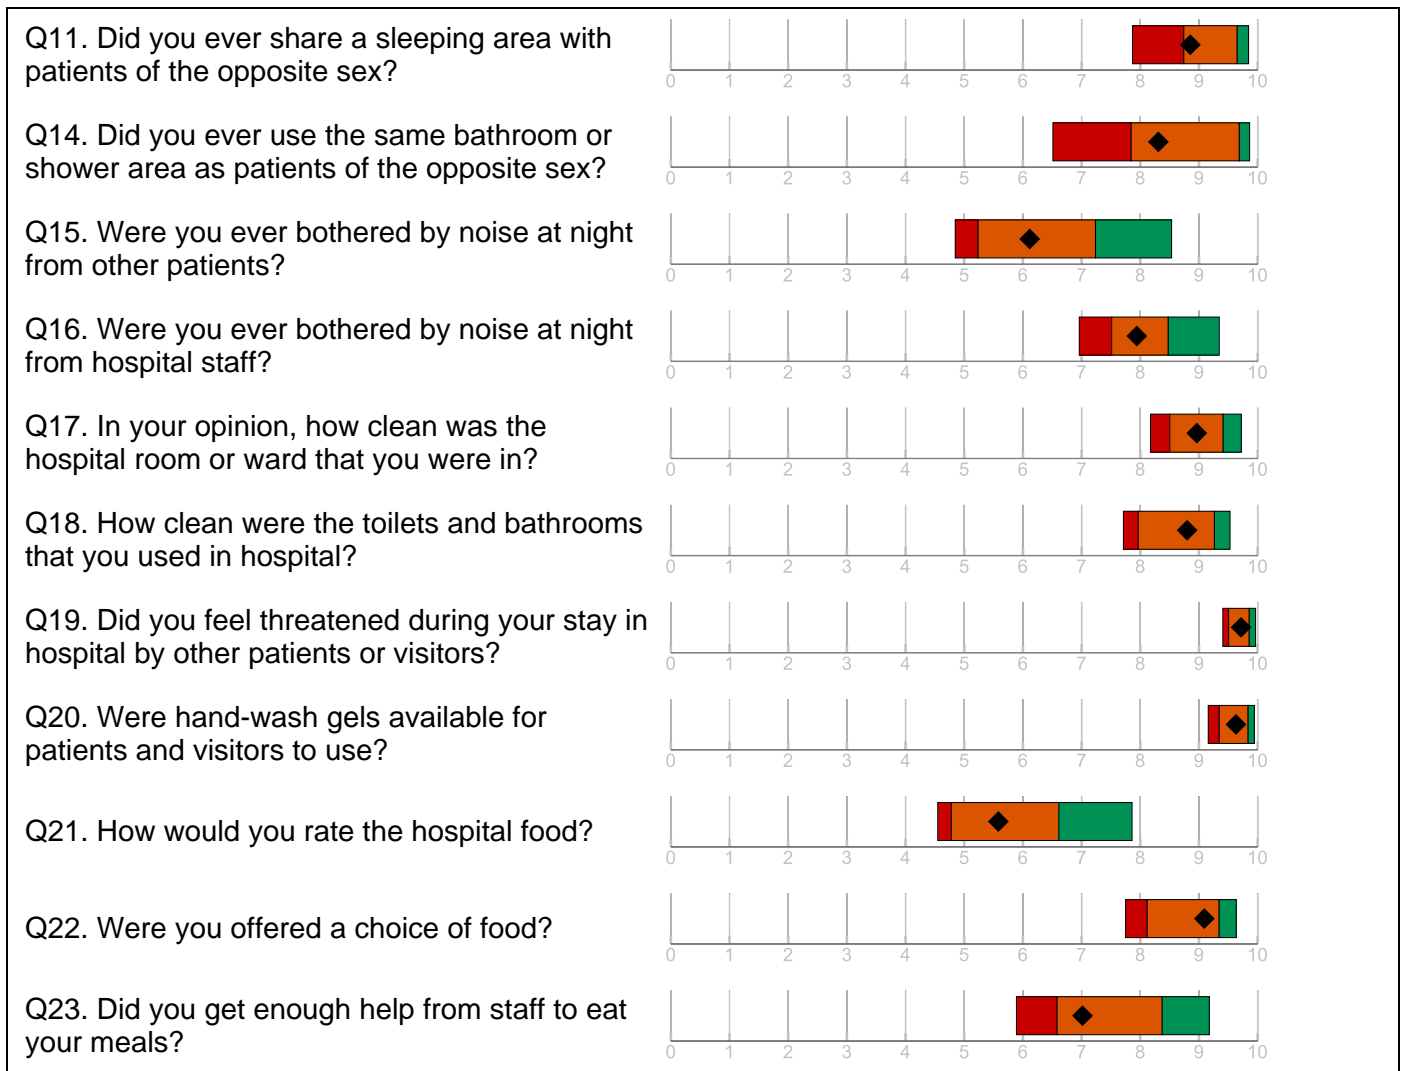 Q11. Did you ever share a sleeping area with
patients of the opposite sex?
0 1 2 3 4 5 6 7 8 9 10
Q14. Did you ever use the same bathroom or
shower area as patients of the opposite sex?
0 1 2 3 4 5 6 7 8 9 10
Q15. Were you ever bothered by noise at night
from other patients?
0 1 2 3 4 5 6 7 8 9 10
Q16. Were you ever bothered by noise at night
from hospital staff?
0 1 2 3 4 5 6 7 8 9 10
Q17. In your opinion, how clean was the
hospital room or ward that you were in?
0 1 2 3 4 5 6 7 8 9 10
Q18. How clean were the toilets and bathrooms
that you used in hospital?
0 1 2 3 4 5 6 7 8 9 10
Q19. Did you feel threatened during your stay in
hospital by other patients or visitors?
0 1 2 3 4 5 6 7 8 9 10
Q20. Were hand-wash gels available for
patients and visitors to use?
0 1 2 3 4 5 6 7 8 9 10
Q21. How would you rate the hospital food?
0 1 2 3 4 5 6 7 8 9 10
Q22. Were you offered a choice of food?
0 1 2 3 4 5 6 7 8 9 10
Q23. Did you get enough help from staff to eat
your meals?
0 1 2 3 4 5 6 7 8 9 10